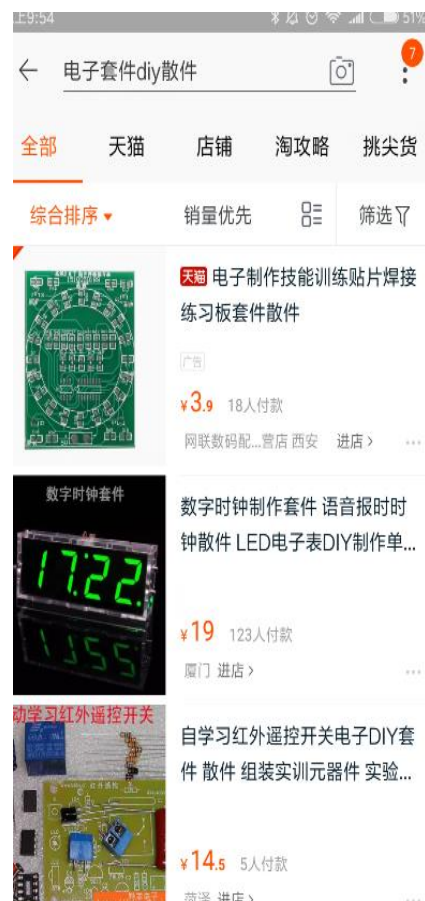 上9:54
51%
电子套件diy散件
7
全部 天猫 店铺 淘攻略 挑尖货
综合排序 销量优先 筛选
天猫 电子制作技能训练贴片焊接
练习板套件散件
广告
¥3.9 18人付款
网联数码配...营店 西安 进店>
数字时钟套件
17:22
数字时钟制作套件 语音报时时
钟散件 LED电子表DIY制作单...
¥19 123人付款
厦门 进店>
动学习红外遥控开关
自学习红外遥控开关电子DIY套
件 散件 组装实训元器件 实验...
¥14.5 5人付款
菏泽 进店>